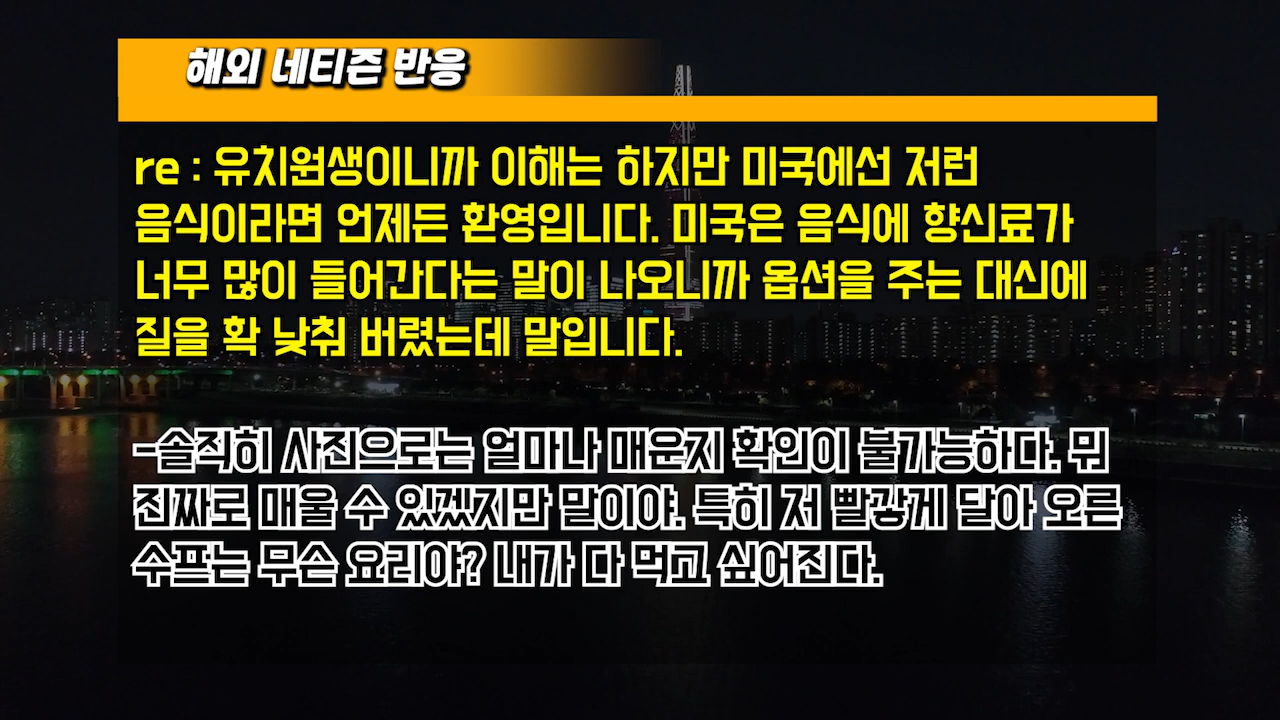 해외 네티즌 반응
re : 유치원생이니까 이해는 하지만 미국에선 저런
음식이라면 언제든 환영입니다. 미국은 음식에 향신료가
너무 많이 들어간다는 말이 나오니까 옵션을 주는 대신에
질을 확 낮춰 버렸는데 말입니다.
-솔직히 사진으로는 얼마나 매운지 확인이 불가능하다. 뭐
진짜로 매울 수 있겠지만 말이야. 특히 저 빨갛게 달아 오른
수프는 무슨 요리야? 내가 다 먹고 싶어진다.